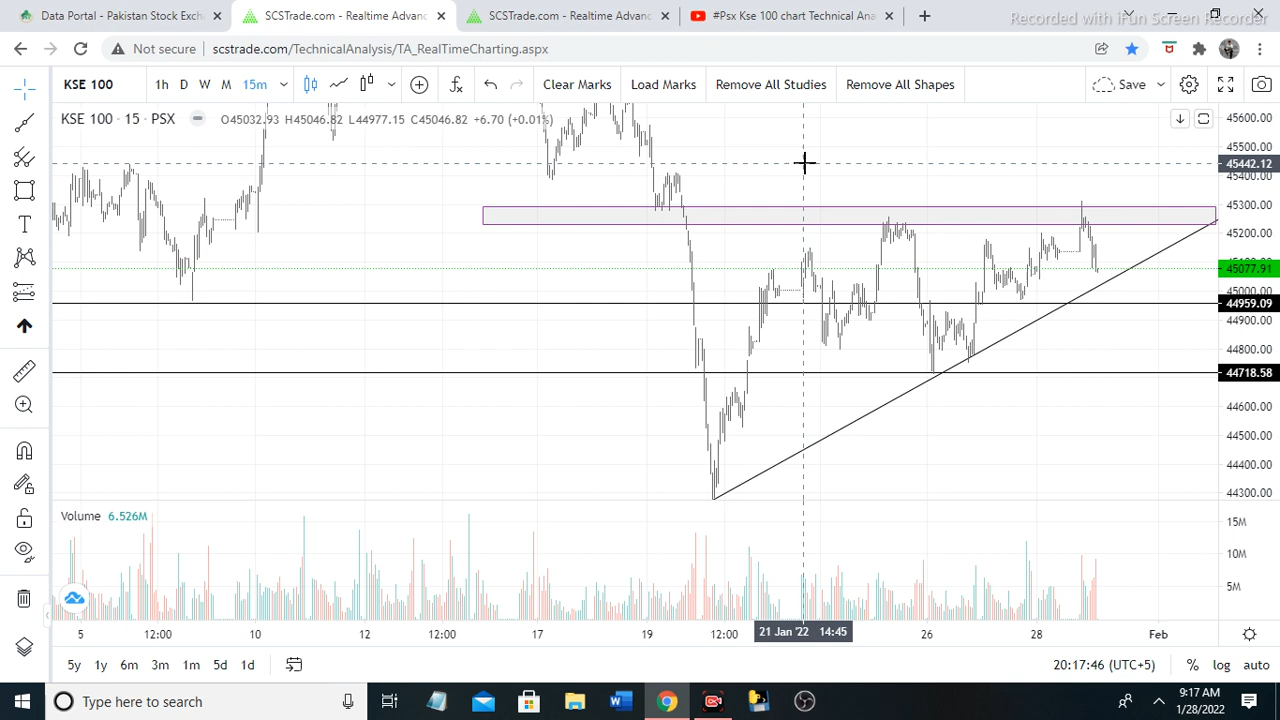 Data Portal - Pakistan Stock Exch
SCSTrade.com - Realtime Advanc
SCSTrade.com - Realtime Advanc
#Psx Kse 100 chart Technical Ana
Recorded with iFun Screen Recorder
Not secure
scstrade.com/TechnicalAnalysis/TA_RealTimeCharting.aspx
KSE 100
1h D W M 15m
Clear Marks
Load Marks
Remove All Studies
Remove All Shapes
Save
KSE 100 · 15 · PSX
O45032.93 H45046.82 L44977.15 C45046.82 +6.70 (+0.01%)
45600.00
45500.00
45442.12
45400.00
45300.00
45200.00
45077.91
45000.00
44959.09
44900.00
44800.00
44718.58
44600.00
44500.00
44400.00
44300.00
Volume 6.526M
15M
10M
5M
5 12:00 10 12 12:00 17 19 12:00 21 Jan '22 14:45 26 28 Feb
5y 1y 6m 3m 1m 5d 1d
20:17:46 (UTC+5)
% log auto
Type here to search
9:17 AM
1/28/2022